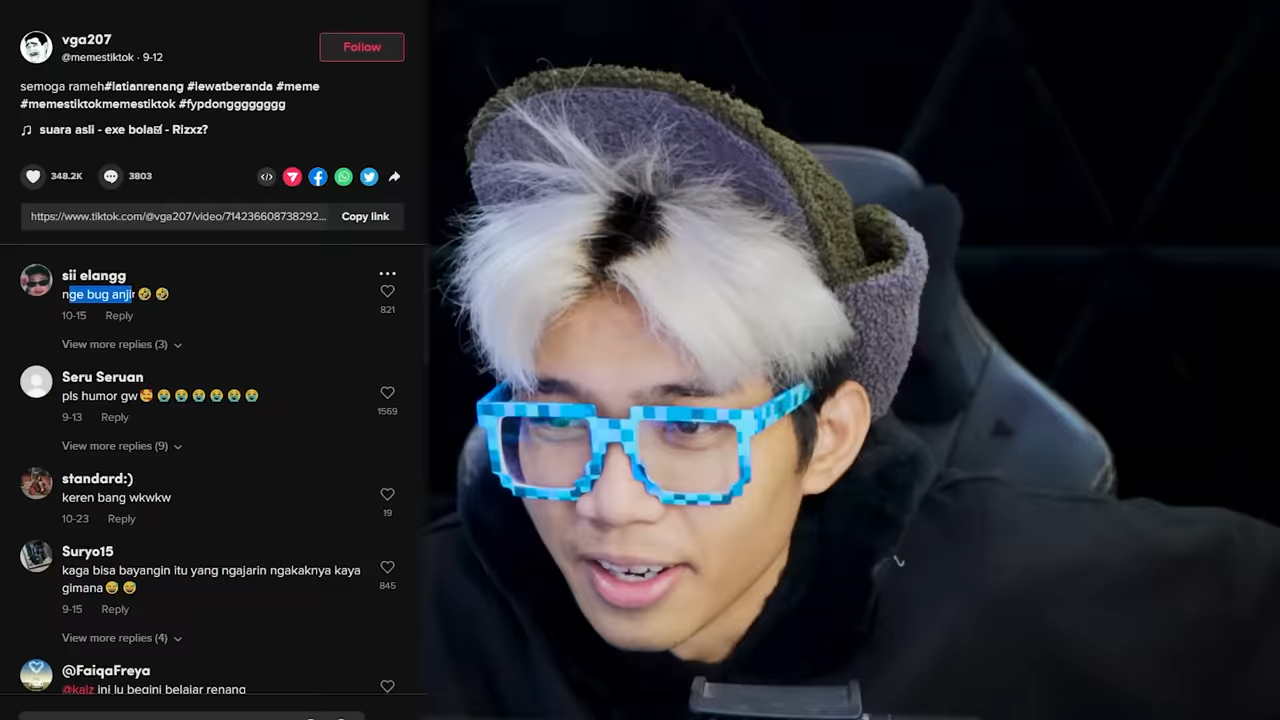 vga207
@memestiktok · 9-12
Follow
semoga rameh#latianrenang #lewatberanda #meme
#memestiktokmemestiktok #fypdongggggggg
suara asli - exe bola - Rizxz?
348.2K
3803
https://www.tiktok.com/@vga207/video/714236608738292...
Copy link
sii elangg
nge bug anjir 🤣 🤣
10-15 Reply
821
View more replies (3)
Seru Seruan
pls humor gw🥰 😭 😭 😭 😭 😭 😭
9-13 Reply
1569
View more replies (9)
standard:)
keren bang wkwkw
10-23 Reply
19
Suryo15
kaga bisa bayangin itu yang ngajarin ngakaknya kaya
gimana😅 😅
9-15 Reply
845
View more replies (4)
@FaiqaFreya
@kalz ini lu begini belajar renang